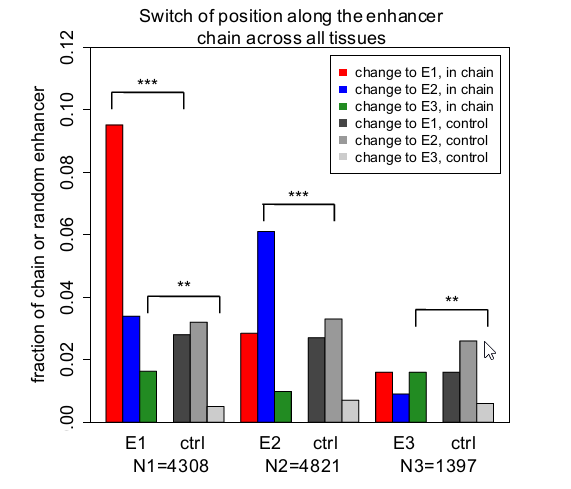 Switch of position along the enhancer
chain across all tissues
fraction of chain or random enhancer
0.12
0.10
0.08
0.06
0.04
0.02
.00
change to E1, in chain
change to E2, in chain
change to E3, in chain
change to E1, control
change to E2, control
change to E3, control
***
**
***
**
E1 ctrl E2 ctrl E3 ctrl
N1=4308 N2=4821 N3=1397